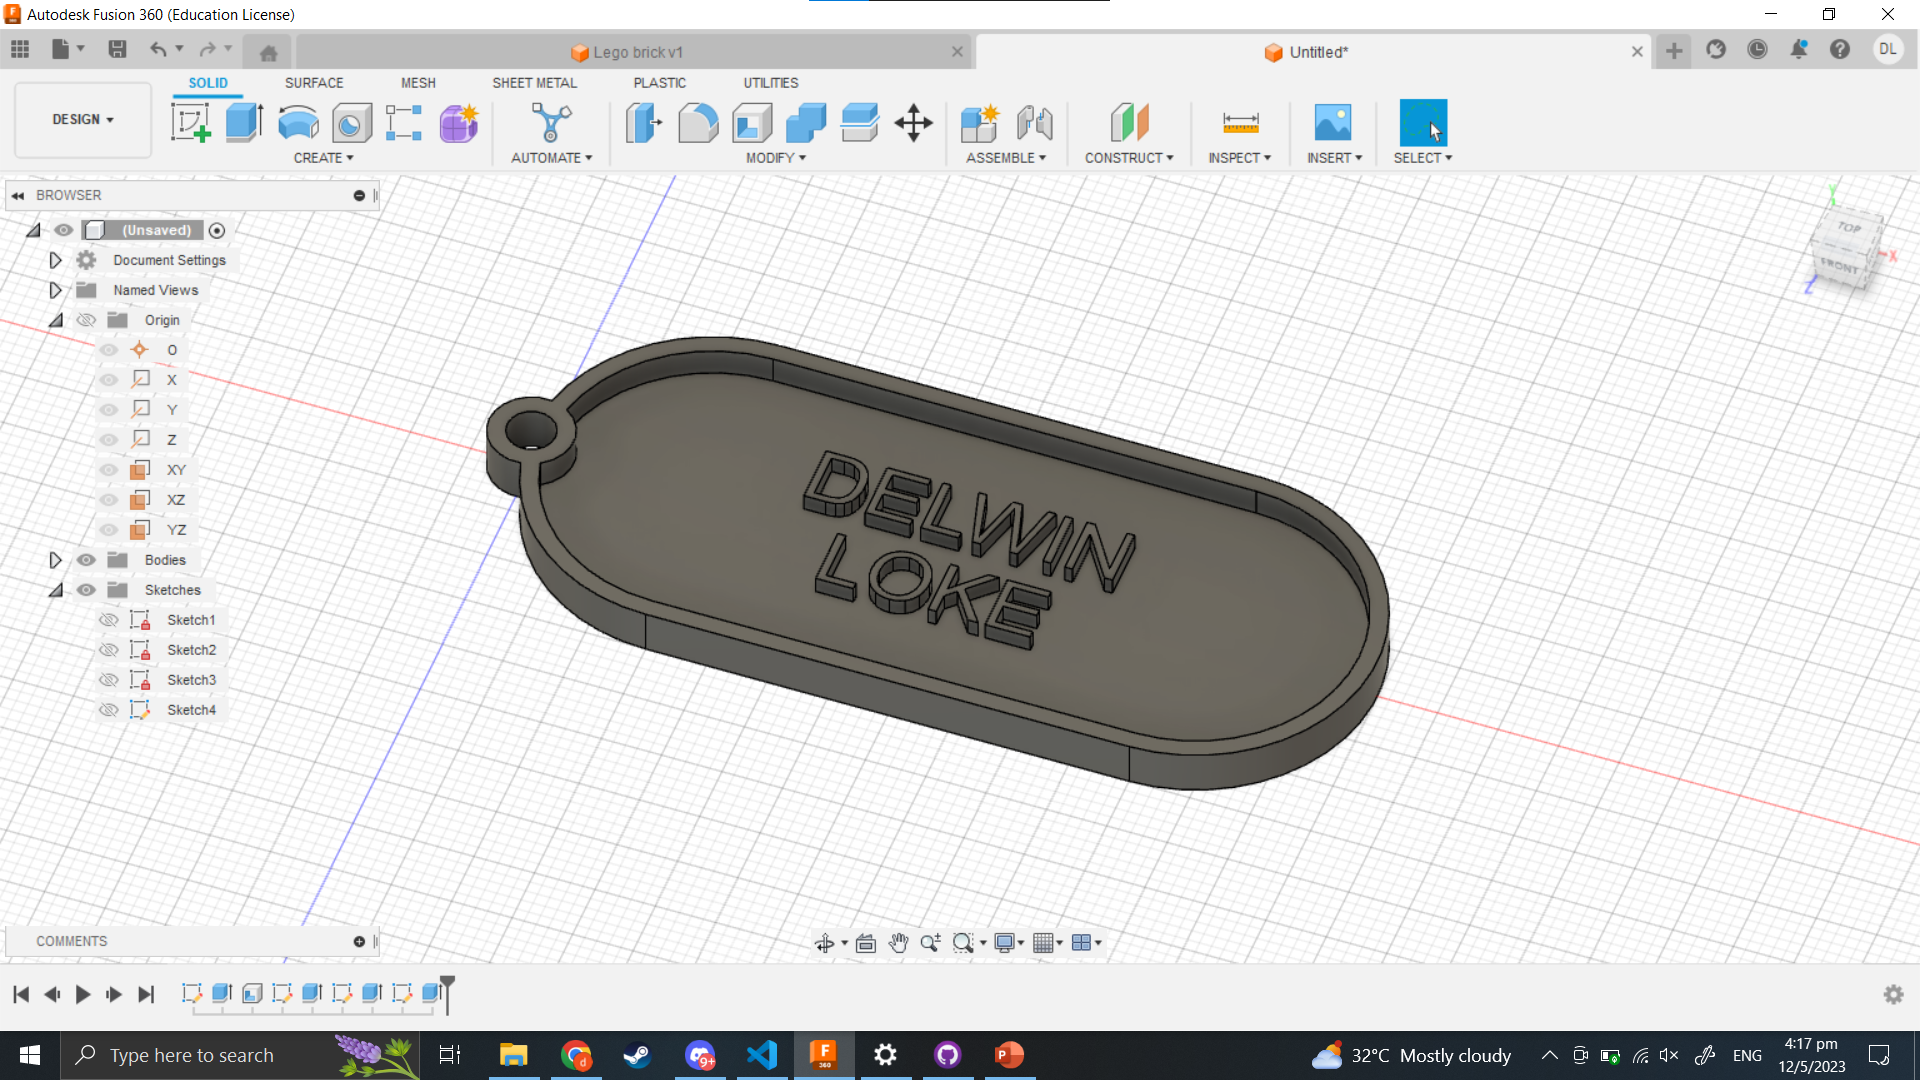 Autodesk Fusion 360 (Education License)
Lego brick v1
Untitled*
DL
SOLID
SURFACE
MESH
SHEET METAL
PLASTIC
UTILITIES
DESIGN
CREATE
AUTOMATE
MODIFY
ASSEMBLE
CONSTRUCT
INSPECT
INSERT
SELECT
BROWSER
(Unsaved)
Document Settings
Named Views
Origin
O
X
Y
Z
XY
XZ
YZ
Bodies
Sketches
Sketch1
Sketch2
Sketch3
Sketch4
Y
TOP
FRONT
X
Z
DELWIN
LOKE
COMMENTS
Type here to search
d
9+
F
360
P
32°C Mostly cloudy
ENG
4:17 pm
12/5/2023